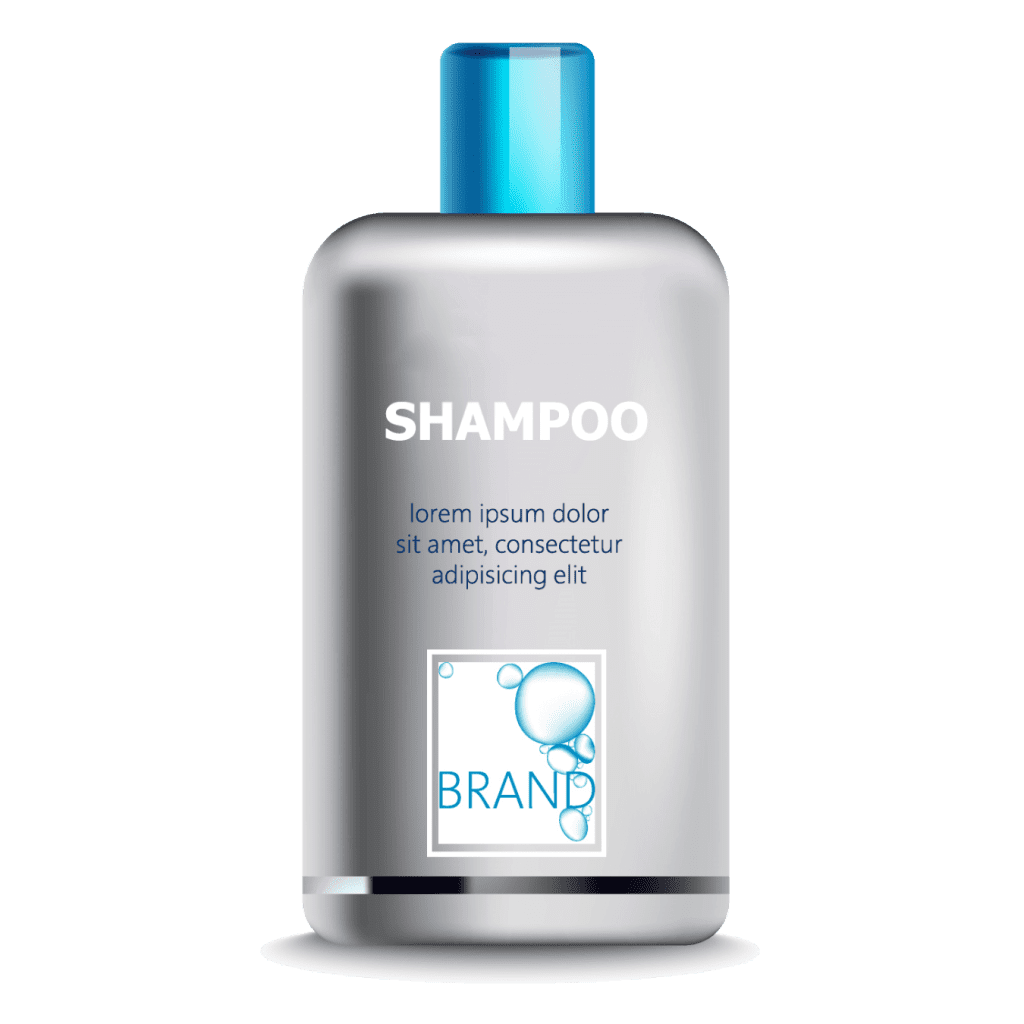 SHAMPOO
lorem ipsum dolor
sit amet, consectetur
adipisicing elit
BRAND